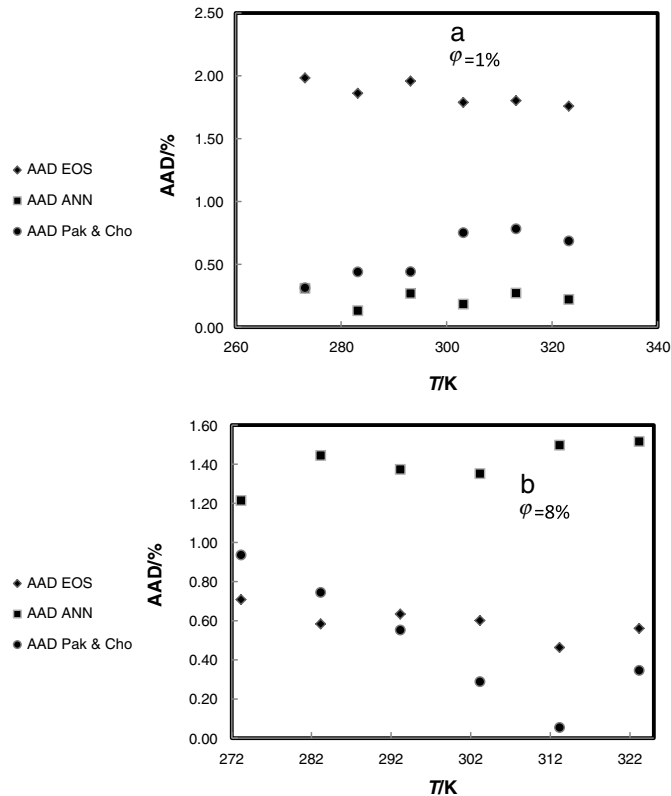 2.50
2.00
1.50
1.00
0.50
0.00
AAD/%
a
φ=1%
AAD EOS
AAD ANN
AAD Pak & Cho
260
280
300
320
340
T/K
1.60
1.40
1.20
1.00
0.80
0.60
0.40
0.20
0.00
AAD/%
b
φ=8%
AAD EOS
AAD ANN
AAD Pak & Cho
272
282
292
302
312
322
T/K